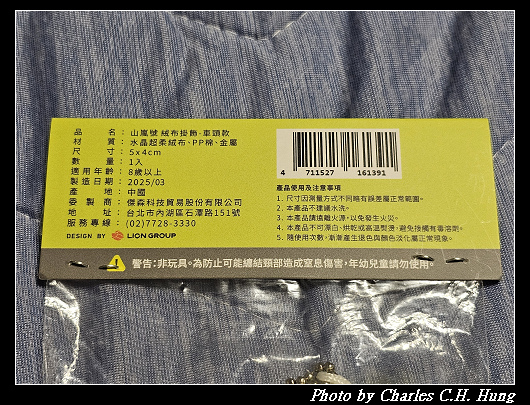 品 名：山嵐號 絨布掛飾-車頭款
材 質：水晶超柔絨布、PP棉、金屬
尺 寸：5x4cm
數 量：1入
適用年齡：8歲以上
製造日期：2025/03
產 地：中國
委 製 商：傑森科技貿易股份有限公司
地 址：台北市內湖區石潭路151號
服務專線：(02)7728-3330
DESIGN BY LION GROUP
4 711527 161391
產品使用及注意事項
1. 尺寸因測量方式不同略有誤差屬正常範圍。
2. 本產品不建議水洗。
3. 本產品請遠離火源，以免發生火災。
4. 本產品不可漂白、烘乾或高溫熨燙，避免接觸有毒溶劑。
5. 隨使用次數，漸漸產生退色與顏色淡化屬正常現象。
警告：非玩具。為防止可能纏結頸部造成窒息傷害，年幼兒童請勿使用。
Photo by Charles C.H. Hung